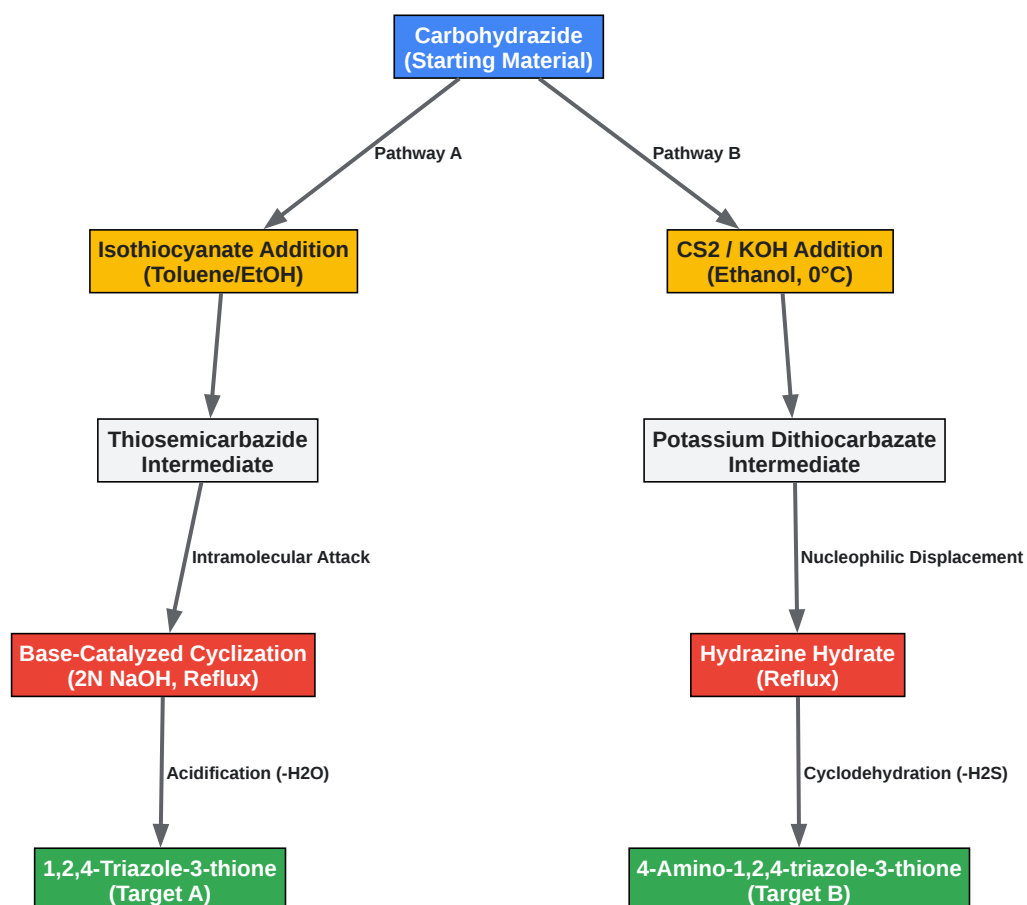 Carbohydrazide
(Starting Material)
Pathway A
Pathway B
Isothiocyanate Addition
(Toluene/EtOH)
CS2 / KOH Addition
(Ethanol, 0°C)
Thiosemicarbazide
Intermediate
Potassium Dithiocarbazate
Intermediate
Intramolecular Attack
Nucleophilic Displacement
Base-Catalyzed Cyclization
(2N NaOH, Reflux)
Hydrazine Hydrate
(Reflux)
Acidification (-H2O)
Cyclodehydration (-H2S)
1,2,4-Triazole-3-thione
(Target A)
4-Amino-1,2,4-triazole-3-thione
(Target B)